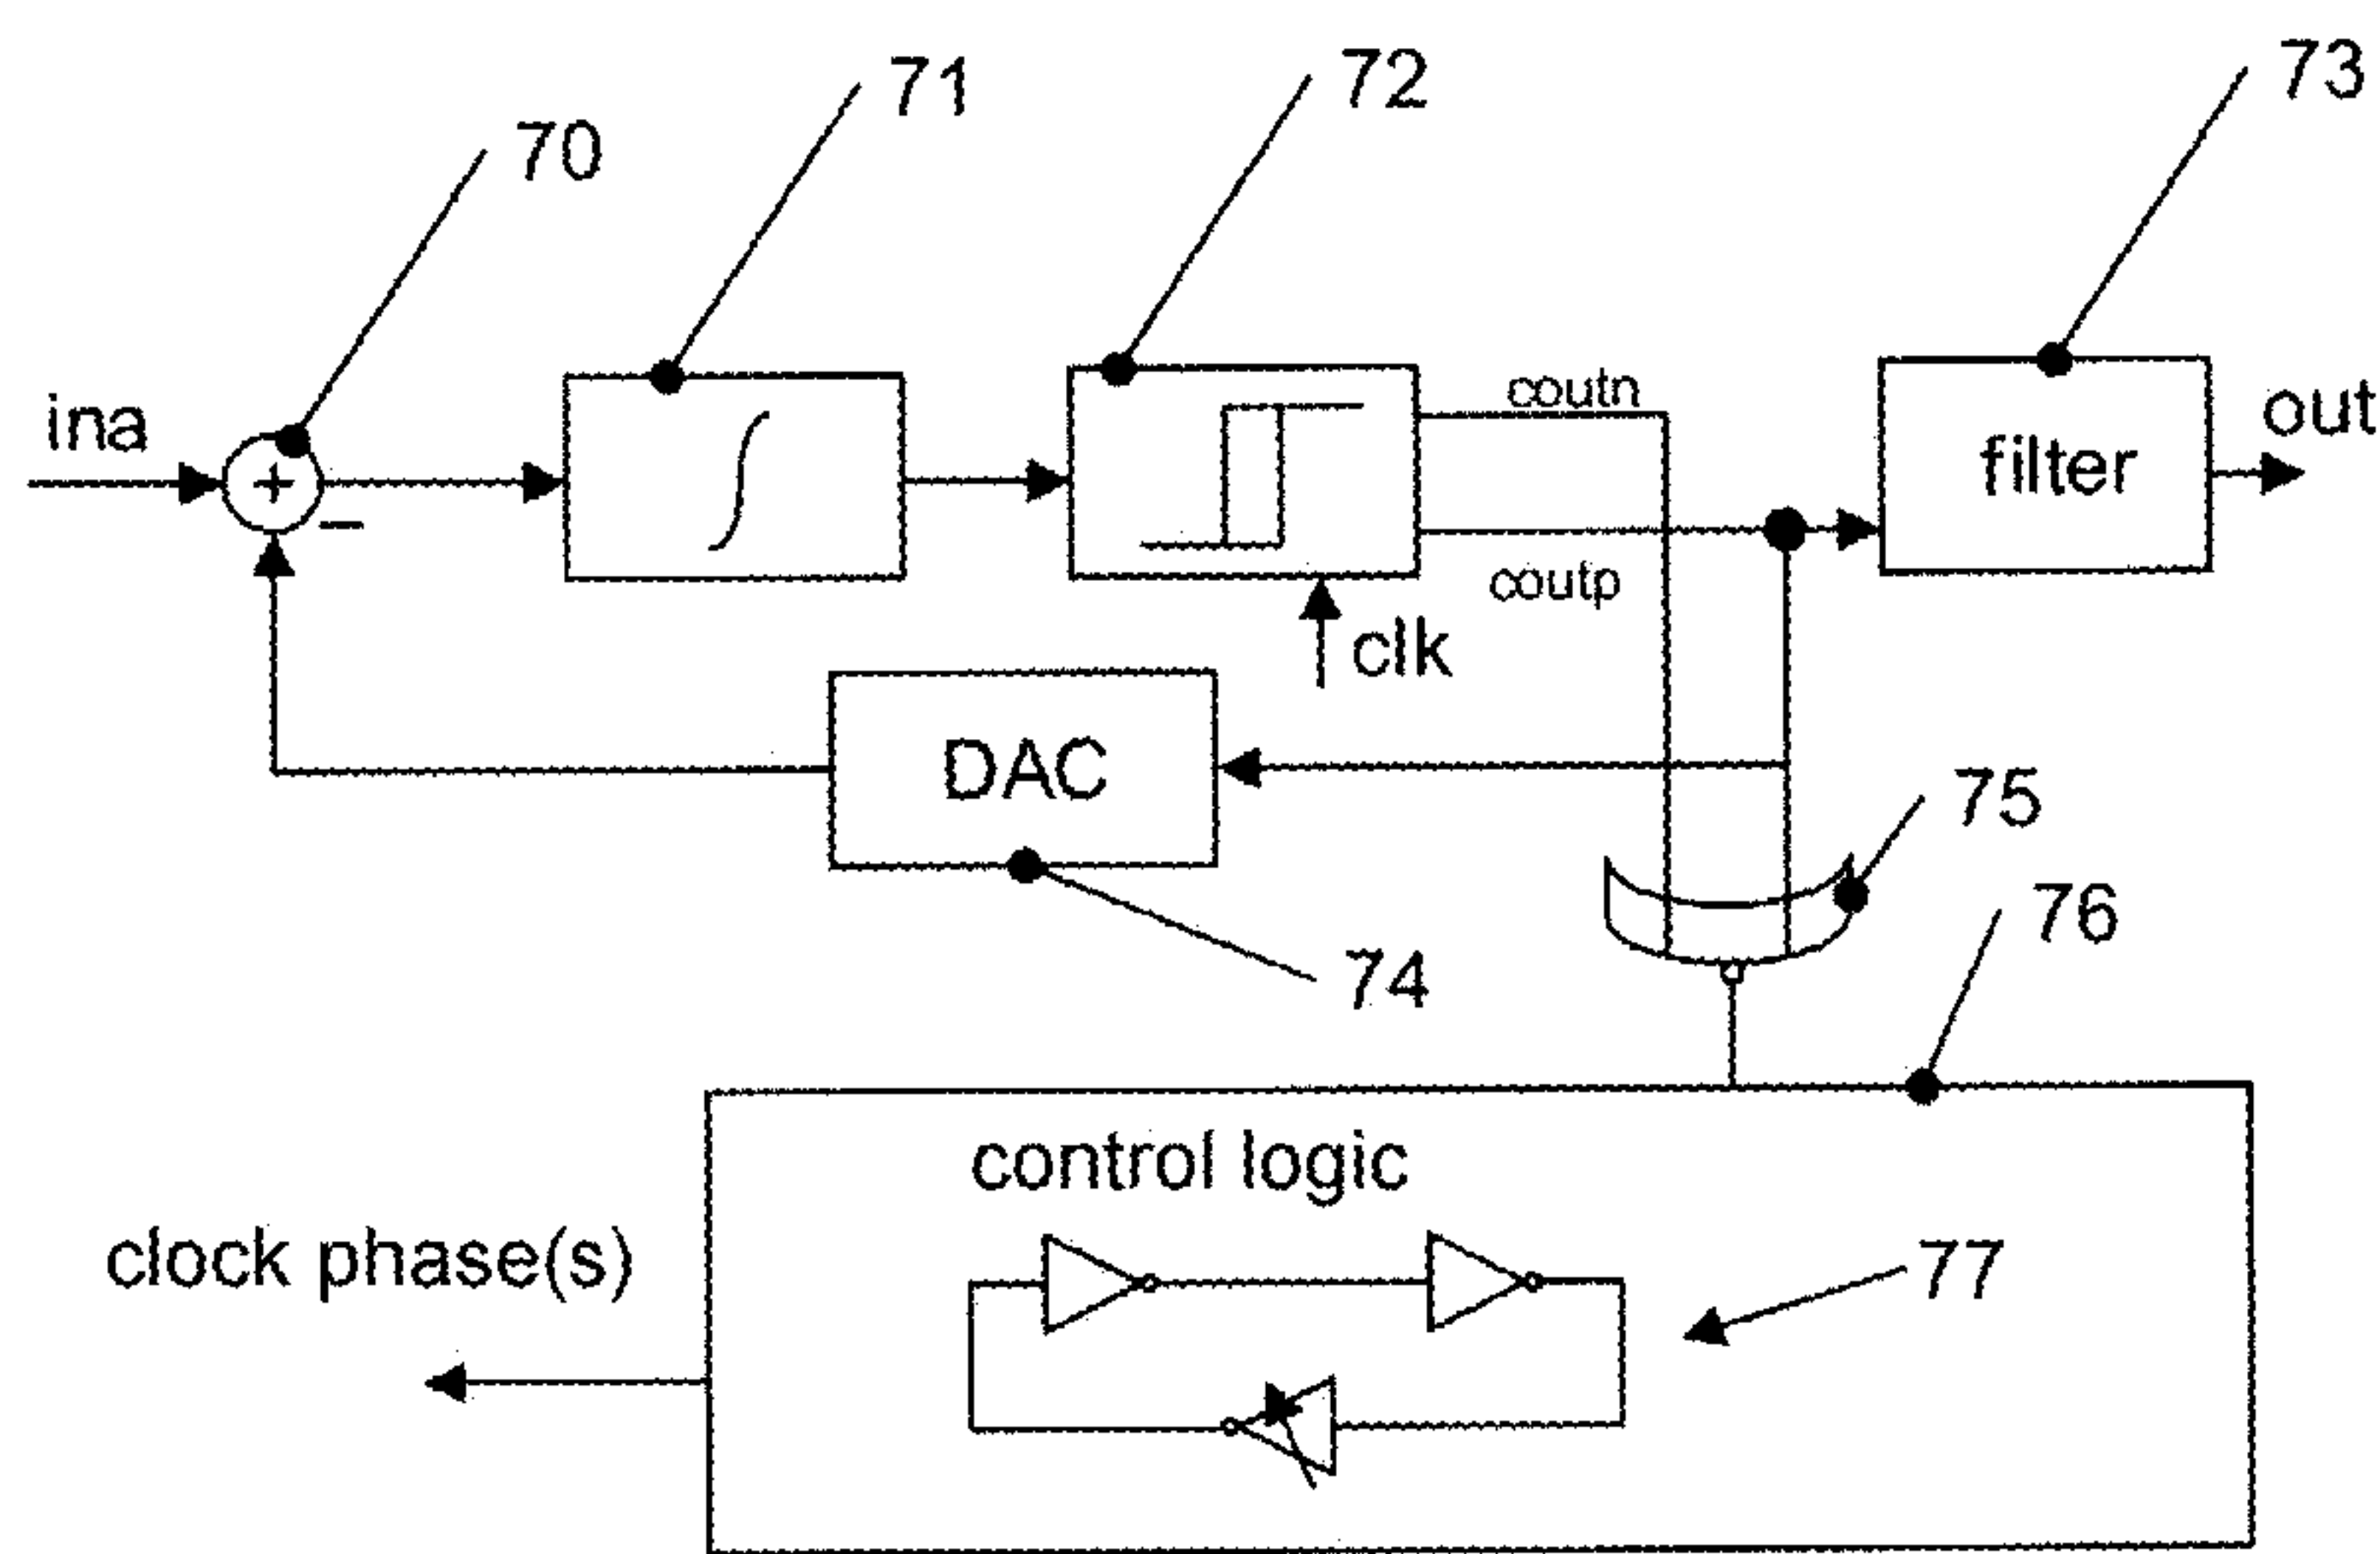 73
72
71
70
ina
+
coutn
coutp
filter
out
clk
DAC
75
76
74
control logic
clock phase(s)
77